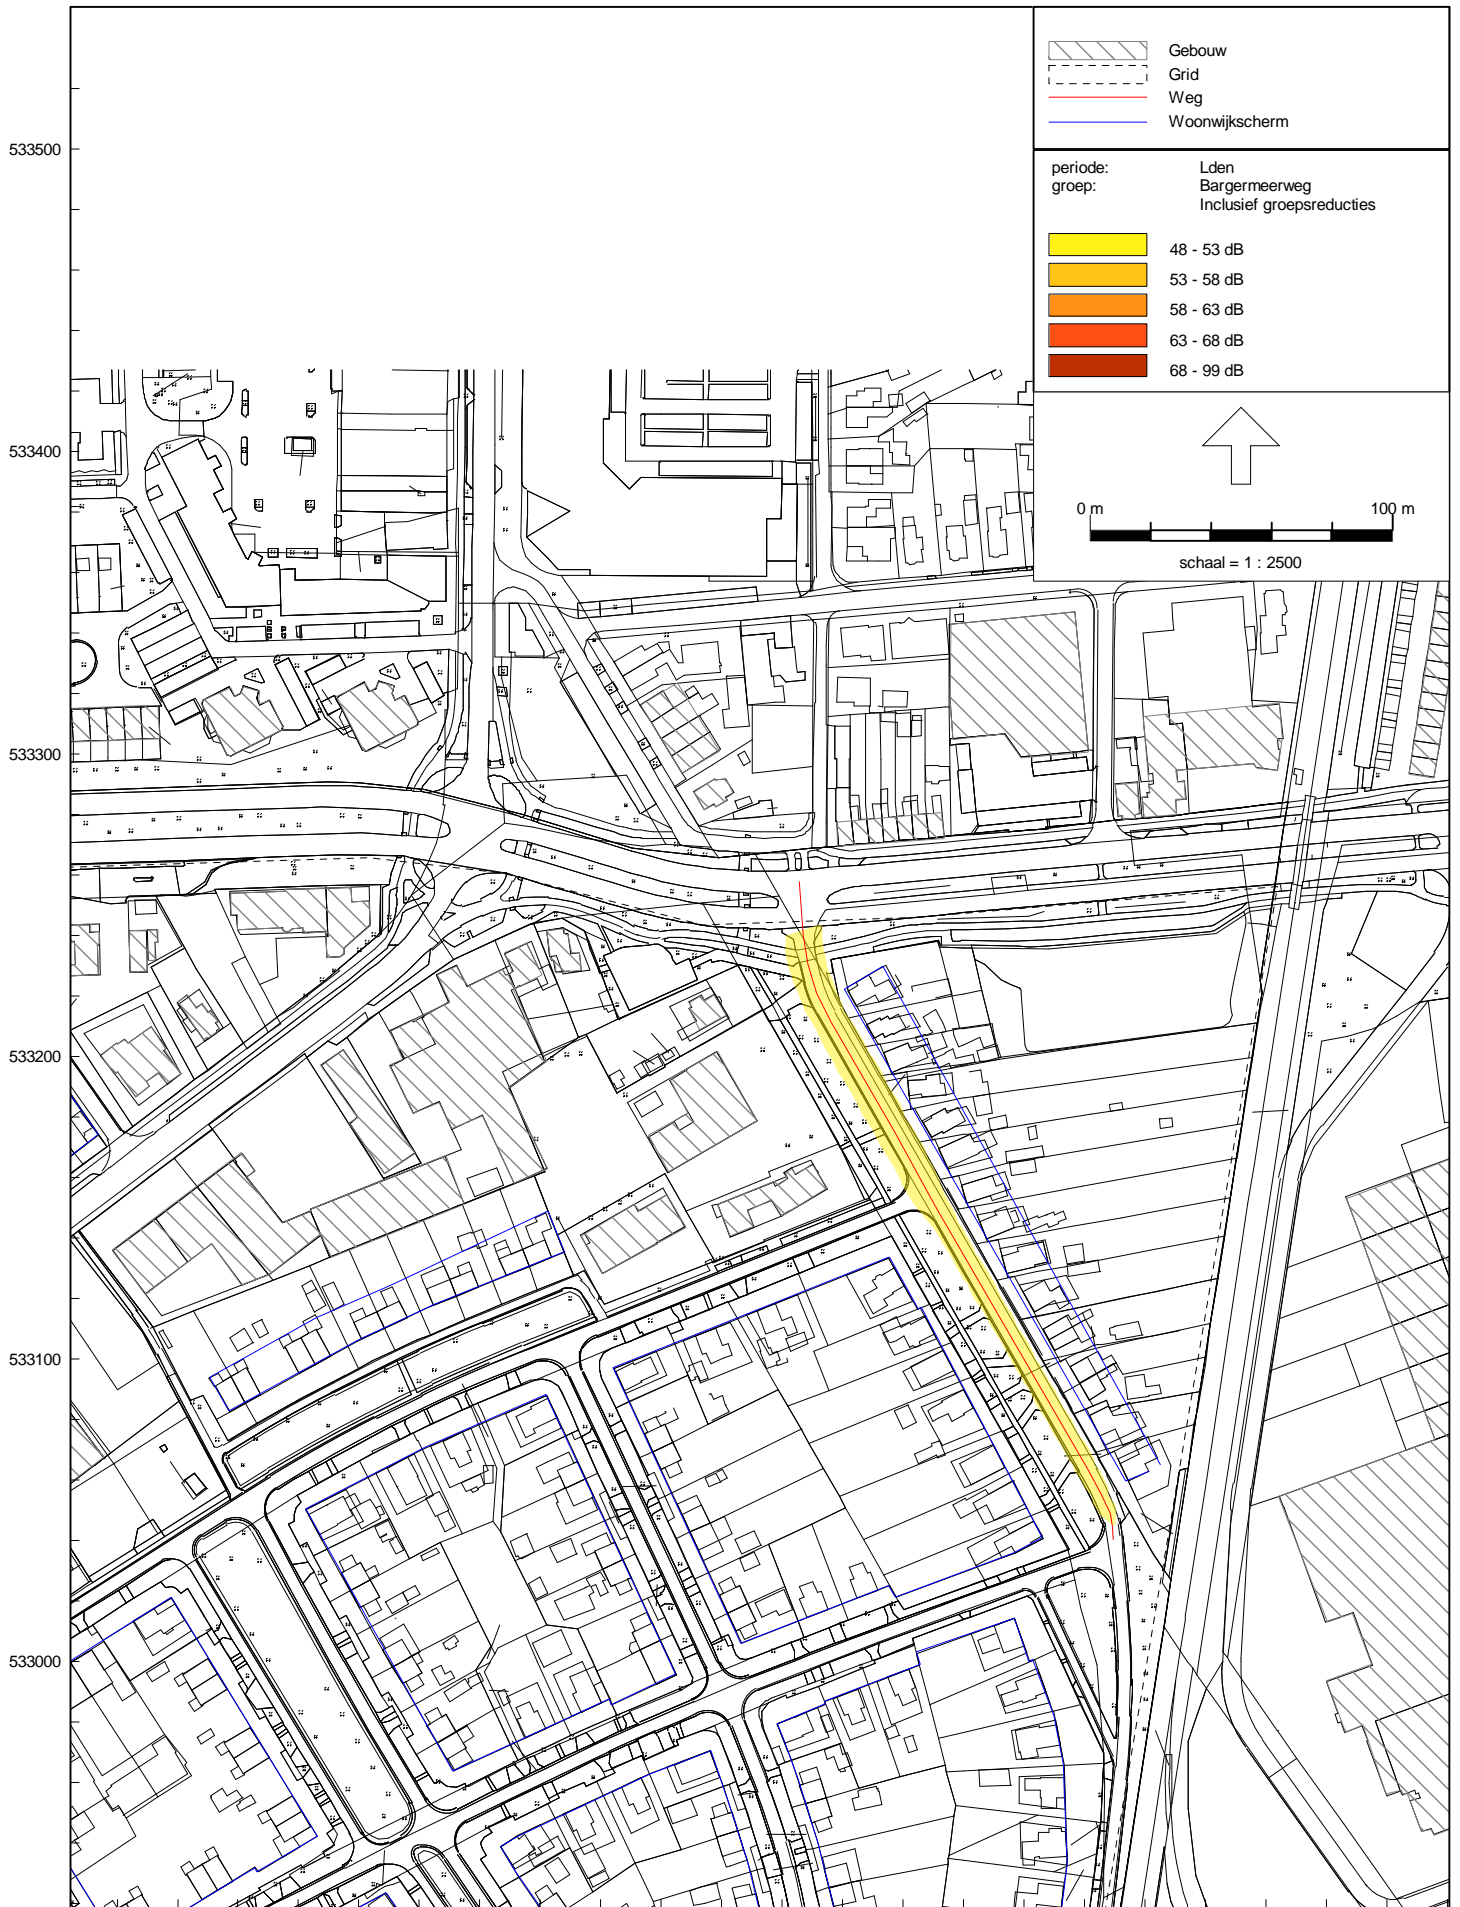 Gebouw
Grid
Weg
Woonwijkscherm
periode: Lden
groep: Bargermeerweg
Inclusief groepsreducties
48 - 53 dB
53 - 58 dB
58 - 63 dB
63 - 68 dB
68 - 99 dB
0 m 100 m
schaal = 1 : 2500
533500
533400
533300
533200
533100
533000